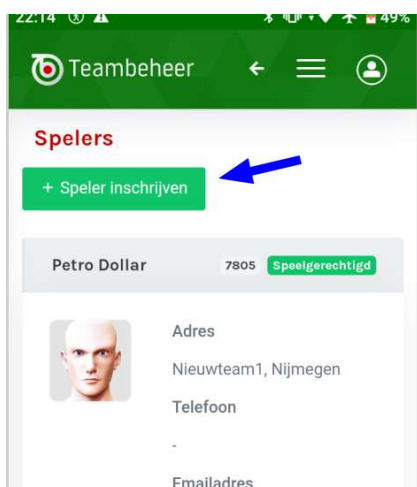 22:14 49%
Teambeheer
Spelers
+ Speler inschrijven
Petro Dollar 7805 Speelgerechtigd
Adres
Nieuwteam1, Nijmegen
Telefoon
-
Emailadres